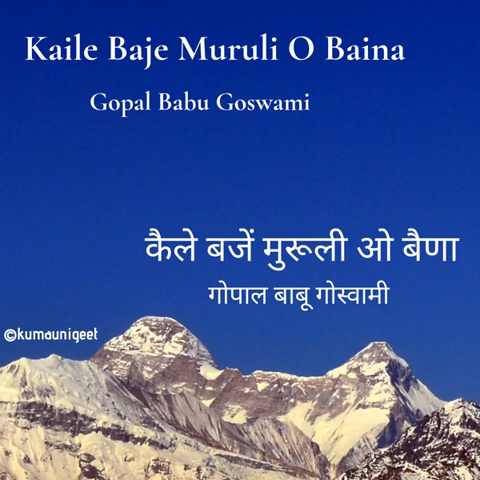 Kaile Baje Muruli O Baina
Gopal Babu Goswami
कैले बजें मुरूली ओ बैणा
गोपाल बाबू गोस्वामी
©kumaunigeet